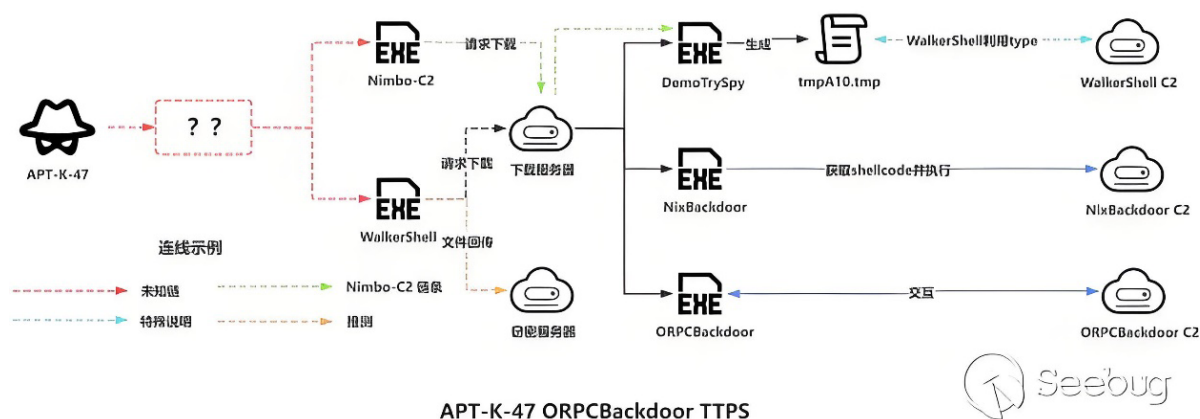 EXE
Nimbo-C2
请求下载
EXE
DemoTrySpy
生成
tmpA10.tmp
WalkerShell利用type
WalkerShell C2
APT-K-47
? ?
请求下载
下载服务器
EXE
WalkerShell
文件回传
EXE
NixBackdoor
获取shellcode并执行
NixBackdoor C2
连线示例
未知链
Nimbo-C2 链条
特殊说明
推测
服务器
EXE
ORPCBackdoor
交互
ORPCBackdoor C2
Seebug
APT-K-47 ORPCBackdoor TTPS